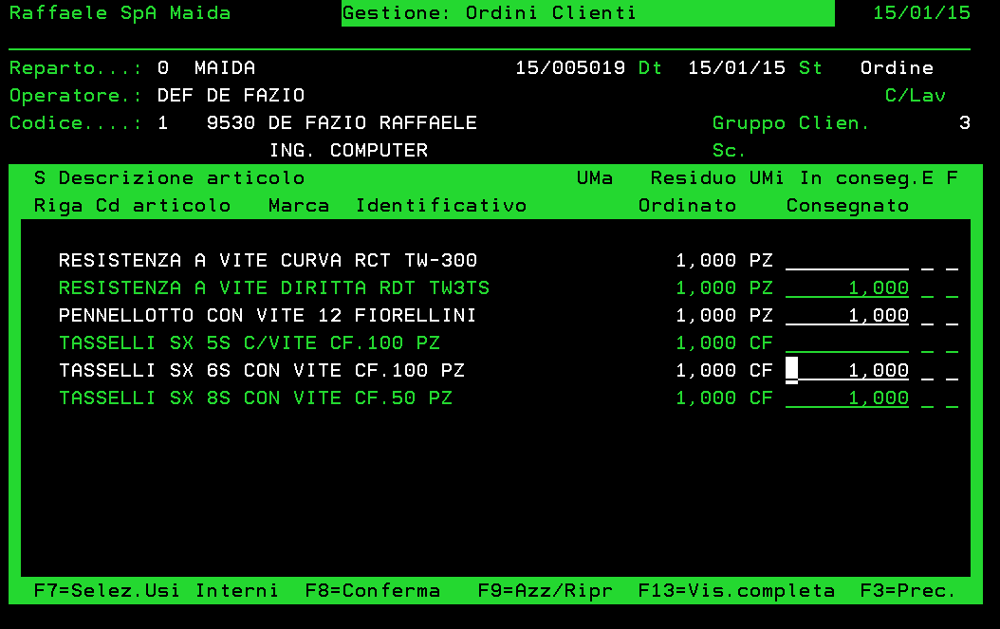 Raffaele SpA Maida Gestione: Ordini Clienti 15/01/15
Reparto...: 0 MAIDA 15/005019 Dt 15/01/15 St Ordine
Operatore.: DEF DE FAZIO C/Lav
Codice....: 1 9530 DE FAZIO RAFFAELE Gruppo Clien. 3
ING. COMPUTER Sc.
S Descrizione articolo UMa Residuo UMi In conseg.E F
Riga Cd articolo Marca Identificativo Ordinato Consegnato
RESISTENZA A VITE CURVA RCT TW-300 1,000 PZ __________ _ _
RESISTENZA A VITE DIRITTA RDT TW3TS 1,000 PZ 1,000 _ _
PENNELLOTTO CON VITE 12 FIORELLINI 1,000 PZ 1,000 _ _
TASSELLI SX 5S C/VITE CF.100 PZ 1,000 CF __________ _ _
TASSELLI SX 6S CON VITE CF.100 PZ 1,000 CF 1,000 _ _
TASSELLI SX 8S CON VITE CF.50 PZ 1,000 CF 1,000 _ _
F7=Selez.Usi Interni F8=Conferma F9=Azz/Ripr F13=Vis.completa F3=Prec.